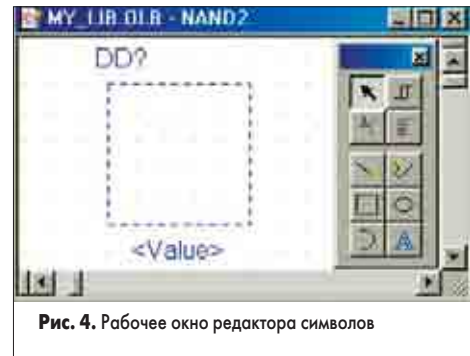 MY_LIB.OLB - NAND2
DD?
<Value>
Рис. 4. Рабочее окно редактора символов